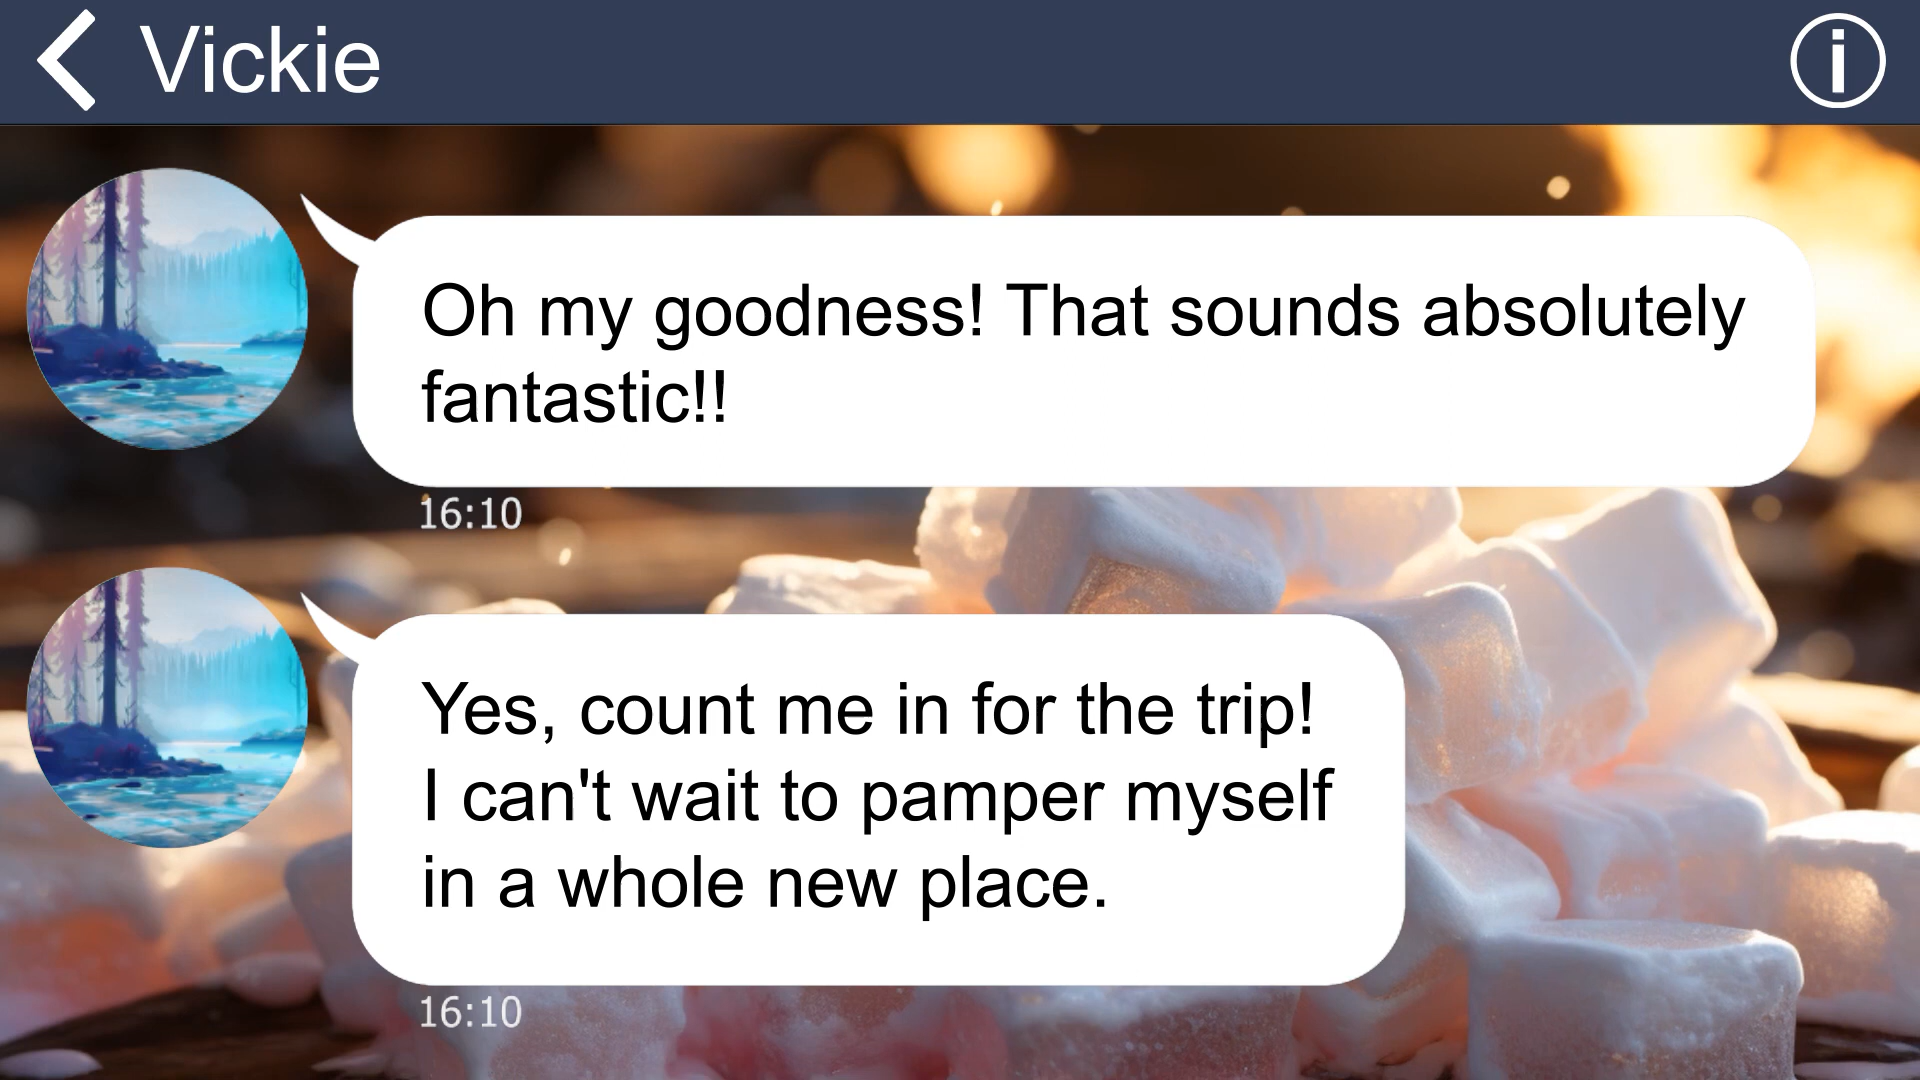 Vickie
Oh my goodness! That sounds absolutely
fantastic!!
16:10
Yes, count me in for the trip!
I can't wait to pamper myself
in a whole new place.
16:10